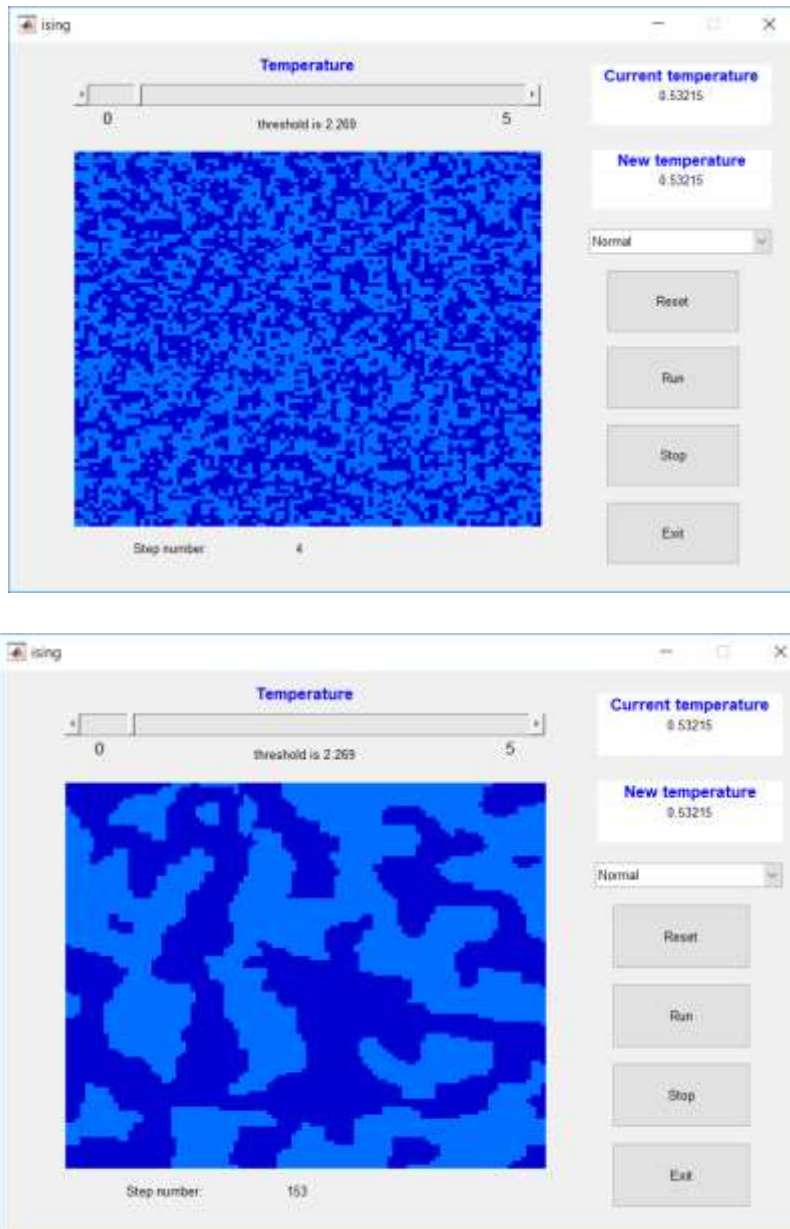 ising
Temperature
0
5
threshold is 2.269
Current temperature
0.53215
New temperature
0.53215
Normal
Reset
Run
Stop
Exit
Step number:
4
ising
Temperature
0
5
threshold is 2.269
Current temperature
0.53215
New temperature
0.53215
Normal
Reset
Run
Stop
Exit
Step number:
153